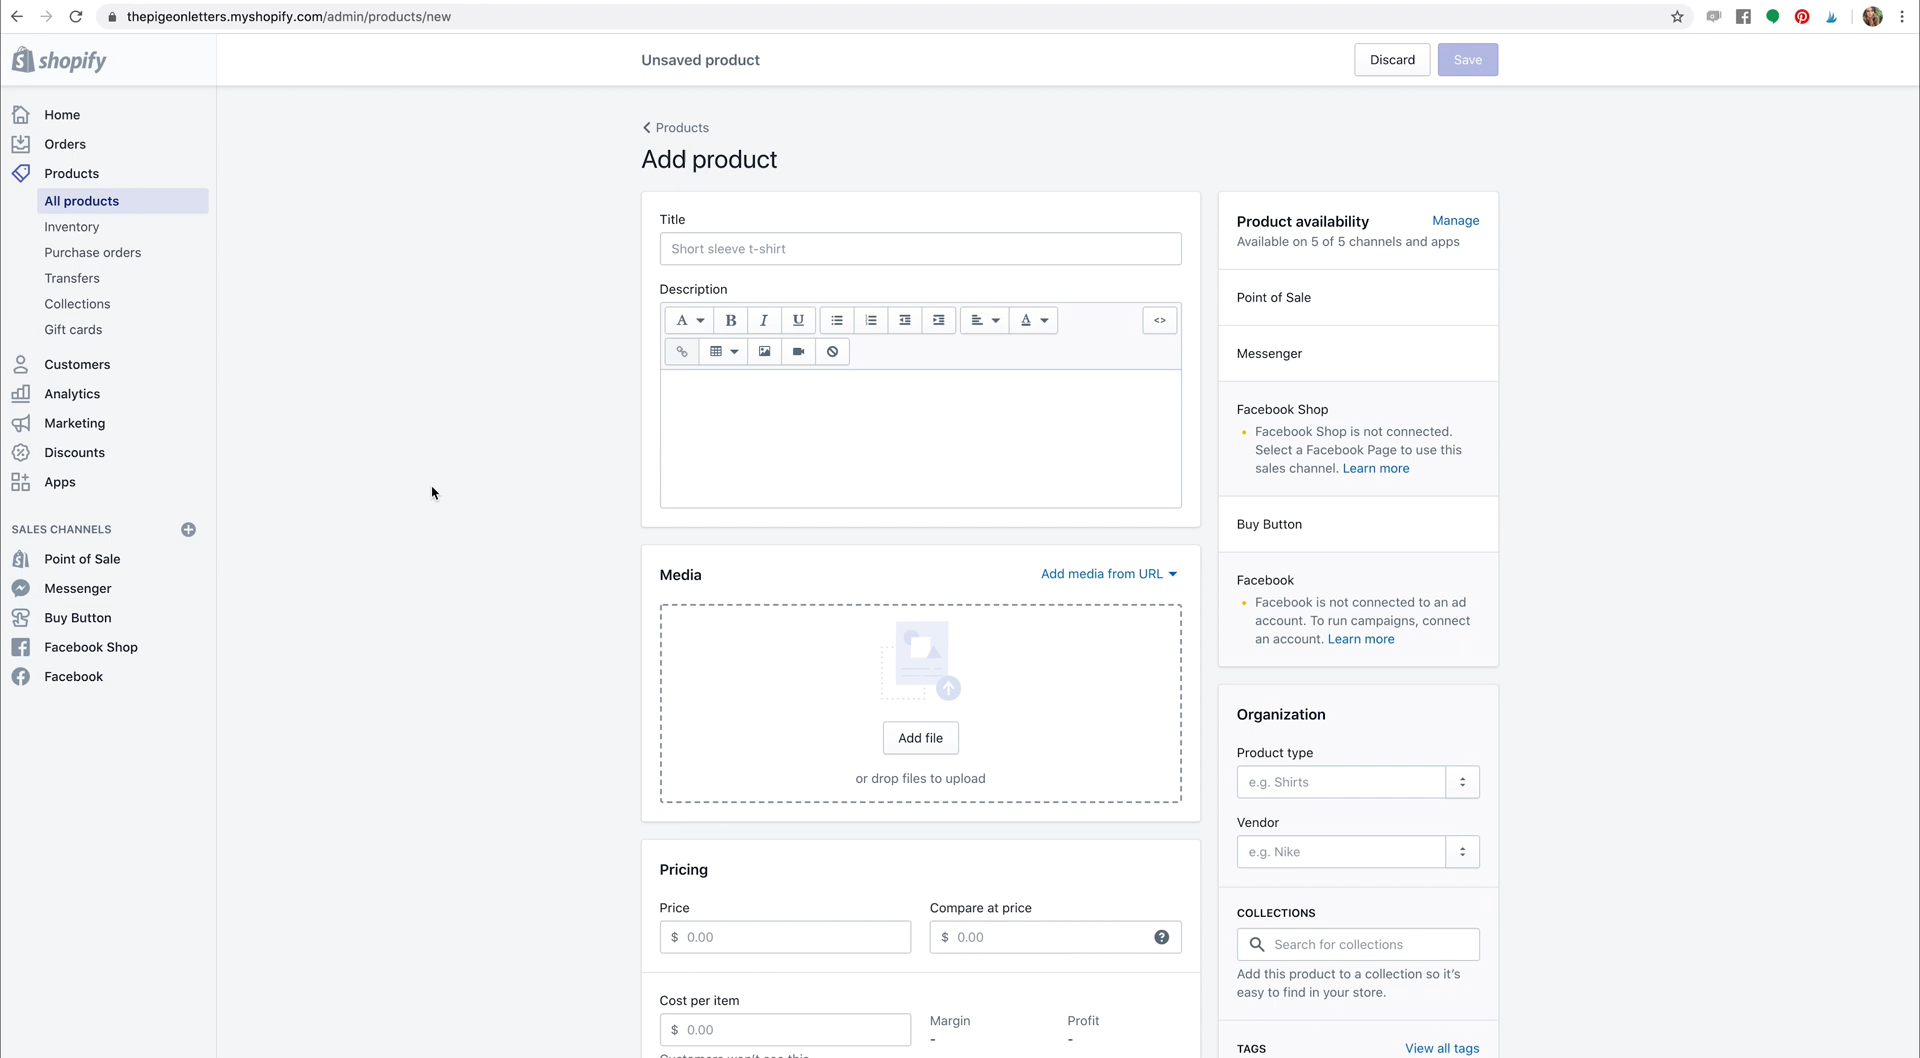 thepigeonletters.myshopify.com/admin/products/new
shopify
Unsaved product
Discard
Save
Home
Orders
Products
All products
Inventory
Purchase orders
Transfers
Collections
Gift cards
Customers
Analytics
Marketing
Discounts
Apps
SALES CHANNELS
Point of Sale
Messenger
Buy Button
Facebook Shop
Facebook
Products
Add product
Title
Short sleeve t-shirt
Description
A
B
I
U
A
<>
Media
Add media from URL
Add file
or drop files to upload
Pricing
Price
$ 0.00
Compare at price
$ 0.00
?
Cost per item
$ 0.00
Customers won't see this
Margin
-
Profit
-
Product availability
Manage
Available on 5 of 5 channels and apps
Point of Sale
Messenger
Facebook Shop
Facebook Shop is not connected.
Select a Facebook Page to use this
sales channel. Learn more
Buy Button
Facebook
Facebook is not connected to an ad
account. To run campaigns, connect
an account. Learn more
Organization
Product type
e.g. Shirts
Vendor
e.g. Nike
COLLECTIONS
Search for collections
Add this product to a collection so it's
easy to find in your store.
TAGS
View all tags